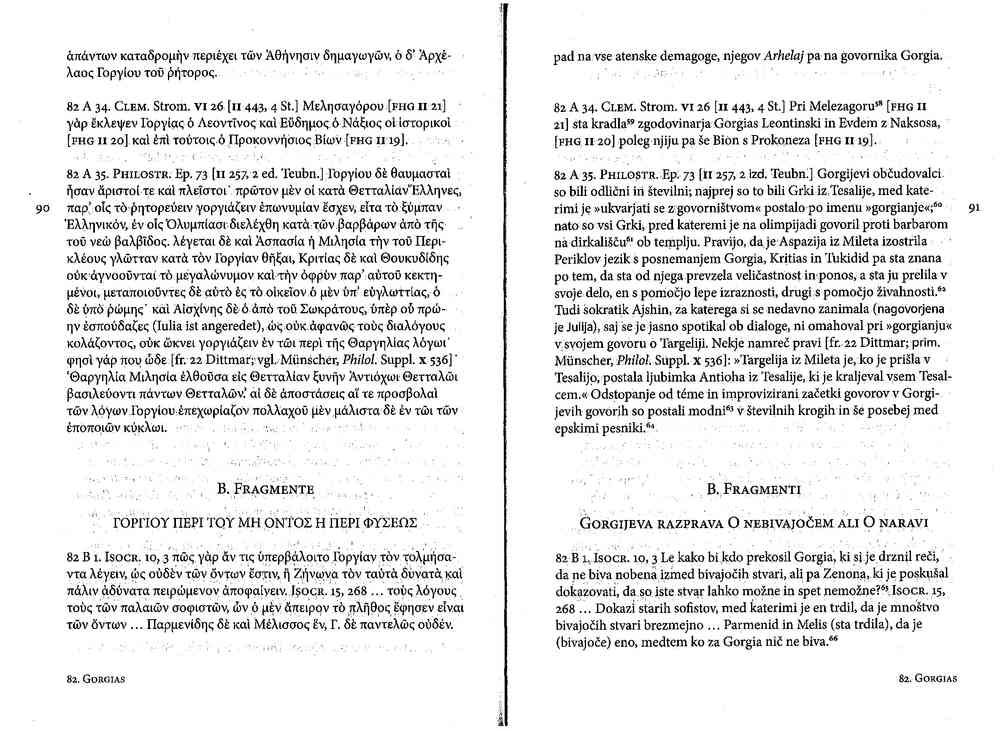 ἁπάντων καταδρομὴν περιέχει τῶν Ἀθήνησιν δημαγωγῶν, ὁ δ’ Ἀρχέ-
λαος Γοργίου τοῦ ῥήτορος.
82 A 34. CLEM. Strom. VI 26 [II 443, 4 St.] Μελησαγόρου [FHG II 21]
γὰρ ἔκλεψεν Γοργίας ὁ Λεοντῖνος καὶ Εὔδημος ὁ Νάξιος οἱ ἱστορικοὶ
[FHG II 20] καὶ ἐπὶ τούτοις ὁ Προκοννήσιος Βίων [FHG II 19].
82 A 35. PHILOSTR. Ep. 73 [II 257, 2 ed. Teubn.] Γοργίου δὲ θαυμασταὶ
ἦσαν ἄριστοί τε καὶ πλεῖστοι· πρῶτον μὲν οἱ κατὰ Θετταλίαν Ἕλληνες,
90 παρ’ οἷς τὸ ῥητορεύειν γοργιάζειν ἐπωνυμίαν ἔσχεν, εἶτα τὸ ξύμπαν
Ἑλληνικόν, ἐν οἷς Ὀλυμπίασι διελέχθη κατὰ τῶν βαρβάρων ἀπὸ τῆς
τοῦ νεὼ βαλβῖδος. λέγεται δὲ καὶ Ἀσπασία ἡ Μιλησία τὴν τοῦ Περι-
κλέους γλῶτταν κατὰ τὸν Γοργίαν θῆξαι, Κριτίας δὲ καὶ Θουκυδίδης
οὐκ ἀγνοοῦνται τὸ μεγαλώνυμον καὶ τὴν ὀφρὺν παρ’ αὐτοῦ κεκτη-
μένοι, μεταποιοῦντες δὲ αὐτὸ ἐς τὸ οἰκεῖον ὁ μὲν ὑπ’ εὐγλωττίας, ὁ
δὲ ὑπὸ ῥώμης· καὶ Αἰσχίνης δὲ ὁ ἀπὸ τοῦ Σωκράτους, ὑπὲρ οὗ πρώ-
ην ἐσπούδαζες (Iulia ist angeredet), ὡς οὐκ ἀφανῶς τοὺς διαλόγους
κολάζοντος, οὐκ ὤκνει γοργιάζειν ἐν τῶι περὶ τῆς Θαργηλίας λόγωι·
φησὶ γάρ που ὧδε [fr. 22 Dittmar; vgl. Münscher, Philol. Suppl. X 536]·
‘Θαργηλία Μιλησία ἐλθοῦσα εἰς Θετταλίαν ξυνῆν Ἀντιόχωι Θετταλῶι
βασιλεύοντι πάντων Θετταλῶν.’ αἱ δὲ ἀποστάσεις αἵ τε προσβολαὶ
τῶν λόγων Γοργίου ἐπεχωρίαζον πολλαχοῦ μὲν μάλιστα δὲ ἐν τῶι τῶν
ἐποποιῶν κύκλωι.
B. FRAGMENTE
ΓΟΡΓΙΟΥ ΠΕΡΙ ΤΟΥ ΜΗ ΟΝΤΟΣ Η ΠΕΡΙ ΦΥΣΕΩΣ
82 B 1. ISOCR. 10, 3 πῶς γὰρ ἄν τις ὑπερβάλοιτο Γοργίαν τὸν τολμήσα-
ντα λέγειν, ὡς οὐδὲν τῶν ὄντων ἔστιν, ἢ Ζήνωνα τὸν ταὐτὰ δυνατὰ καὶ
πάλιν ἀδύνατα πειρώμενον ἀποφαίνειν. ISOCR. 15, 268 ... τοὺς λόγους
τοὺς τῶν παλαιῶν σοφιστῶν, ὧν ὁ μὲν ἄπειρον τὸ πλῆθος ἔφησεν εἶναι
τῶν ὄντων ... Παρμενίδης δὲ καὶ Μέλισσος ἕν, Γ. δὲ παντελῶς οὐδέν.
82. GORGIAS
pad na vse atenske demagoge, njegov Arhelaj pa na govornika Gorgia.
82 A 34. CLEM. Strom. VI 26 [II 443, 4 St.] Pri Melezagoru⁵⁸ [FHG II
21] sta kradla⁵⁹ zgodovinarja Gorgias Leontinski in Evdem z Naksosa,
[FHG II 20] poleg njiju pa še Bion s Prokoneza [FHG II 19].
82 A 35. PHILOSTR. Ep. 73 [II 257, 2 izd. Teubn.] Gorgijevi občudovalci
so bili odlični in številni; najprej so to bili Grki iz Tesalije, med kate-
rimi je »ukvarjati se z govorništvom« postalo po imenu »gorgianje«;⁶⁰ 91
nato so vsi Grki, pred kateremi je na olimpijadi govoril proti barbarom
na dirkališču⁶¹ ob templju. Pravijo, da je Aspazija iz Mileta izostrila
Periklov jezik s posnemanjem Gorgia, Kritias in Tukidid pa sta znana
po tem, da sta od njega prevzela veličastnost in ponos, a sta ju prelila v
svoje delo, en s pomočjo lepe izraznosti, drugi s pomočjo živahnosti.⁶²
Tudi sokratik Ajshin, za katerega si se nedavno zanimala (nagovorjena
je Julija), saj se je jasno spotikal ob dialoge, ni omahoval pri »gorgianju«
v svojem govoru o Targeliji. Nekje namreč pravi [fr. 22 Dittmar; prim.
Münscher, Philol. Suppl. X 536]: »Targelija iz Mileta je, ko je prišla v
Tesalijo, postala ljubimka Antioha iz Tesalije, ki je kraljeval vsem Tesal-
cem.« Odstopanje od téme in improvizirani začetki govorov v Gorgi-
jevih govorih so postali modni⁶³ v številnih krogih in še posebej med
epskimi pesniki.⁶⁴
B. FRAGMENTI
GORGIJEVA RAZPRAVA O NEBIVAJOČEM ALI O NARAVI
82 B 1. ISOCR. 10, 3 Le kako bi kdo prekosil Gorgia, ki si je drznil reči,
da ne biva nobena izmed bivajočih stvari, ali pa Zenona, ki je poskušal
dokazovati, da so iste stvar lahko možne in spet nemožne?⁶⁵ ISOCR. 15,
268 ... Dokazi starih sofistov, med katerimi je en trdil, da je mnoštvo
bivajočih stvari brezmejno ... Parmenid in Melis (sta trdila), da je
(bivajoče) eno, medtem ko za Gorgia nič ne biva.⁶⁶
82. GORGIAS